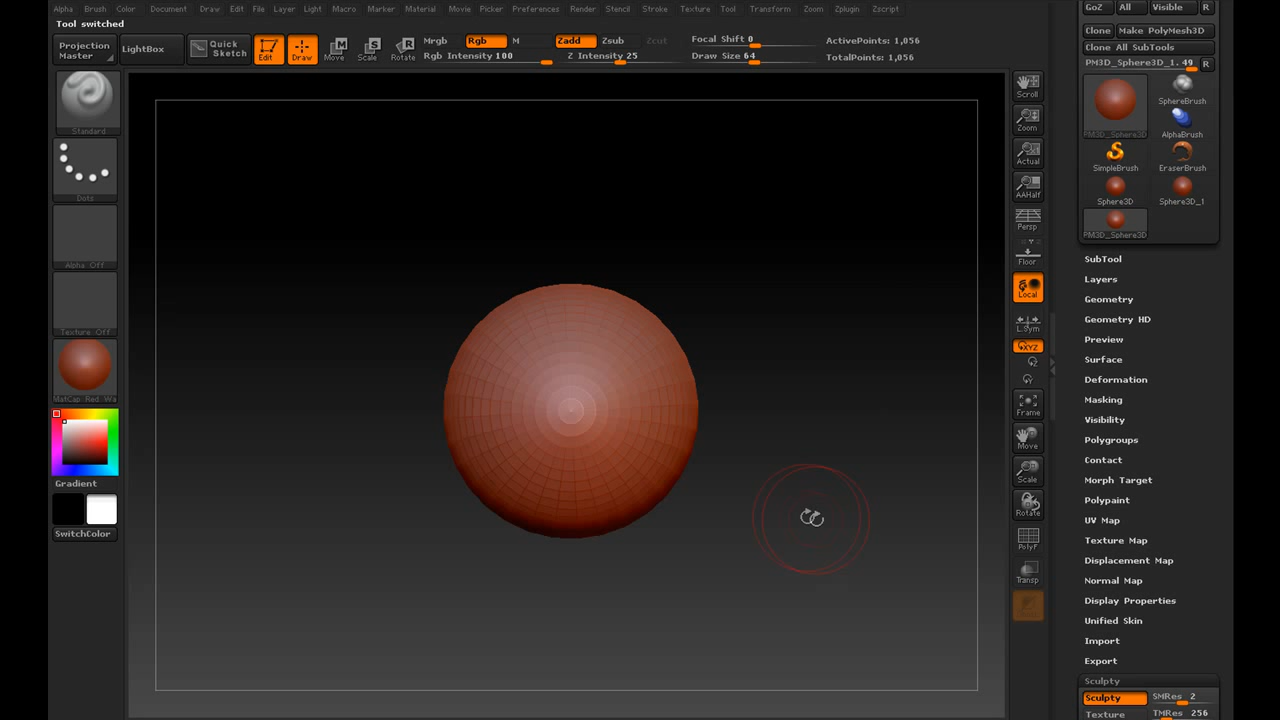 Alpha Brush Color Document Draw Edit File Layer Light Macro Marker Material Movie Picker Preferences Render Stencil Stroke Texture Tool Transform Zoom Zplugin Zscript
Tool switched
Projection Master
LightBox
Quick Sketch
Edit
Draw
Move
Scale
Rotate
Mrgb Rgb M
Rgb Intensity 100
Zadd Zsub Zcut
Z Intensity 25
Focal Shift 0
Draw Size 64
ActivePoints: 1,056
TotalPoints: 1,056
Standard
Dots
Alpha Off
Texture Off
MatCap Red Wa
Gradient
SwitchColor
Scroll
Zoom
Actual
AAHalf
Persp
Floor
Local
L.Sym
XYZ
Frame
Move
Scale
Rotate
PolyF
Transp
GoZ All Visible R
Clone Make PolyMesh3D
Clone All SubTools
PM3D_Sphere3D_1. 49 R
PM3D_Sphere3D
SphereBrush
AlphaBrush
SimpleBrush
EraserBrush
Sphere3D
Sphere3D_1
PM3D_Sphere3D
SubTool
Layers
Geometry
Geometry HD
Preview
Surface
Deformation
Masking
Visibility
Polygroups
Contact
Morph Target
Polypaint
UV Map
Texture Map
Displacement Map
Normal Map
Display Properties
Unified Skin
Import
Export
Sculpty
Sculpty SMRes 2
Texture TMRes 256